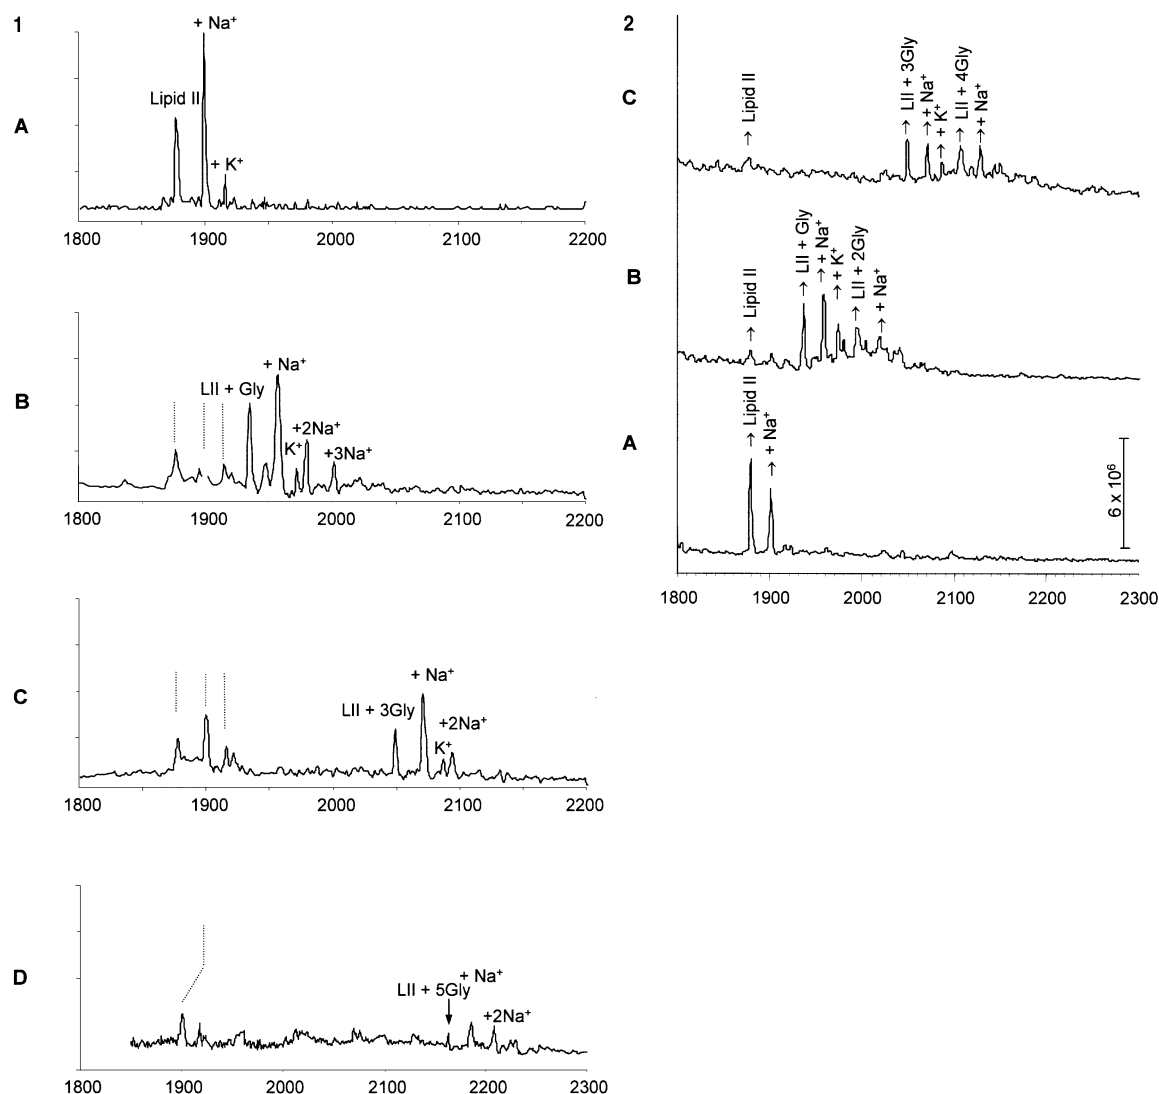 1
+ Na⁺
Lipid II
+ K⁺
A
1800 1900 2000 2100 2200
+ Na⁺
LII + Gly
+2Na⁺
K⁺
+3Na⁺
B
1800 1900 2000 2100 2200
+ Na⁺
LII + 3Gly
+2Na⁺
K⁺
C
1800 1900 2000 2100 2200
+ Na⁺
LII + 5Gly
+2Na⁺
D
1900 2000 2100 2200 2300
2
C
→ Lipid II
→ LII + 3Gly
→ + Na⁺
→ + K⁺
→ LII + 4Gly
→ + Na⁺
B
→ Lipid II
→ LII + Gly
→ + Na⁺
→ + K⁺
→ LII + 2Gly
→ + Na⁺
A
→ Lipid II
→ + Na⁺
6 x 10⁶
1800 1900 2000 2100 2200 2300